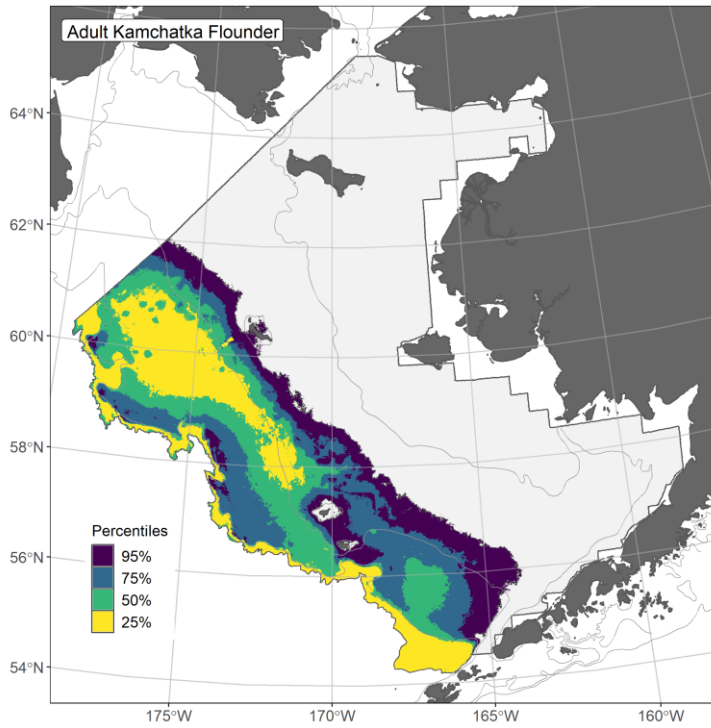 Adult Kamchatka Flounder
64°N
62°N
60°N
58°N
56°N
54°N
Percentiles
95%
75%
50%
25%
175°W
170°W
165°W
160°W